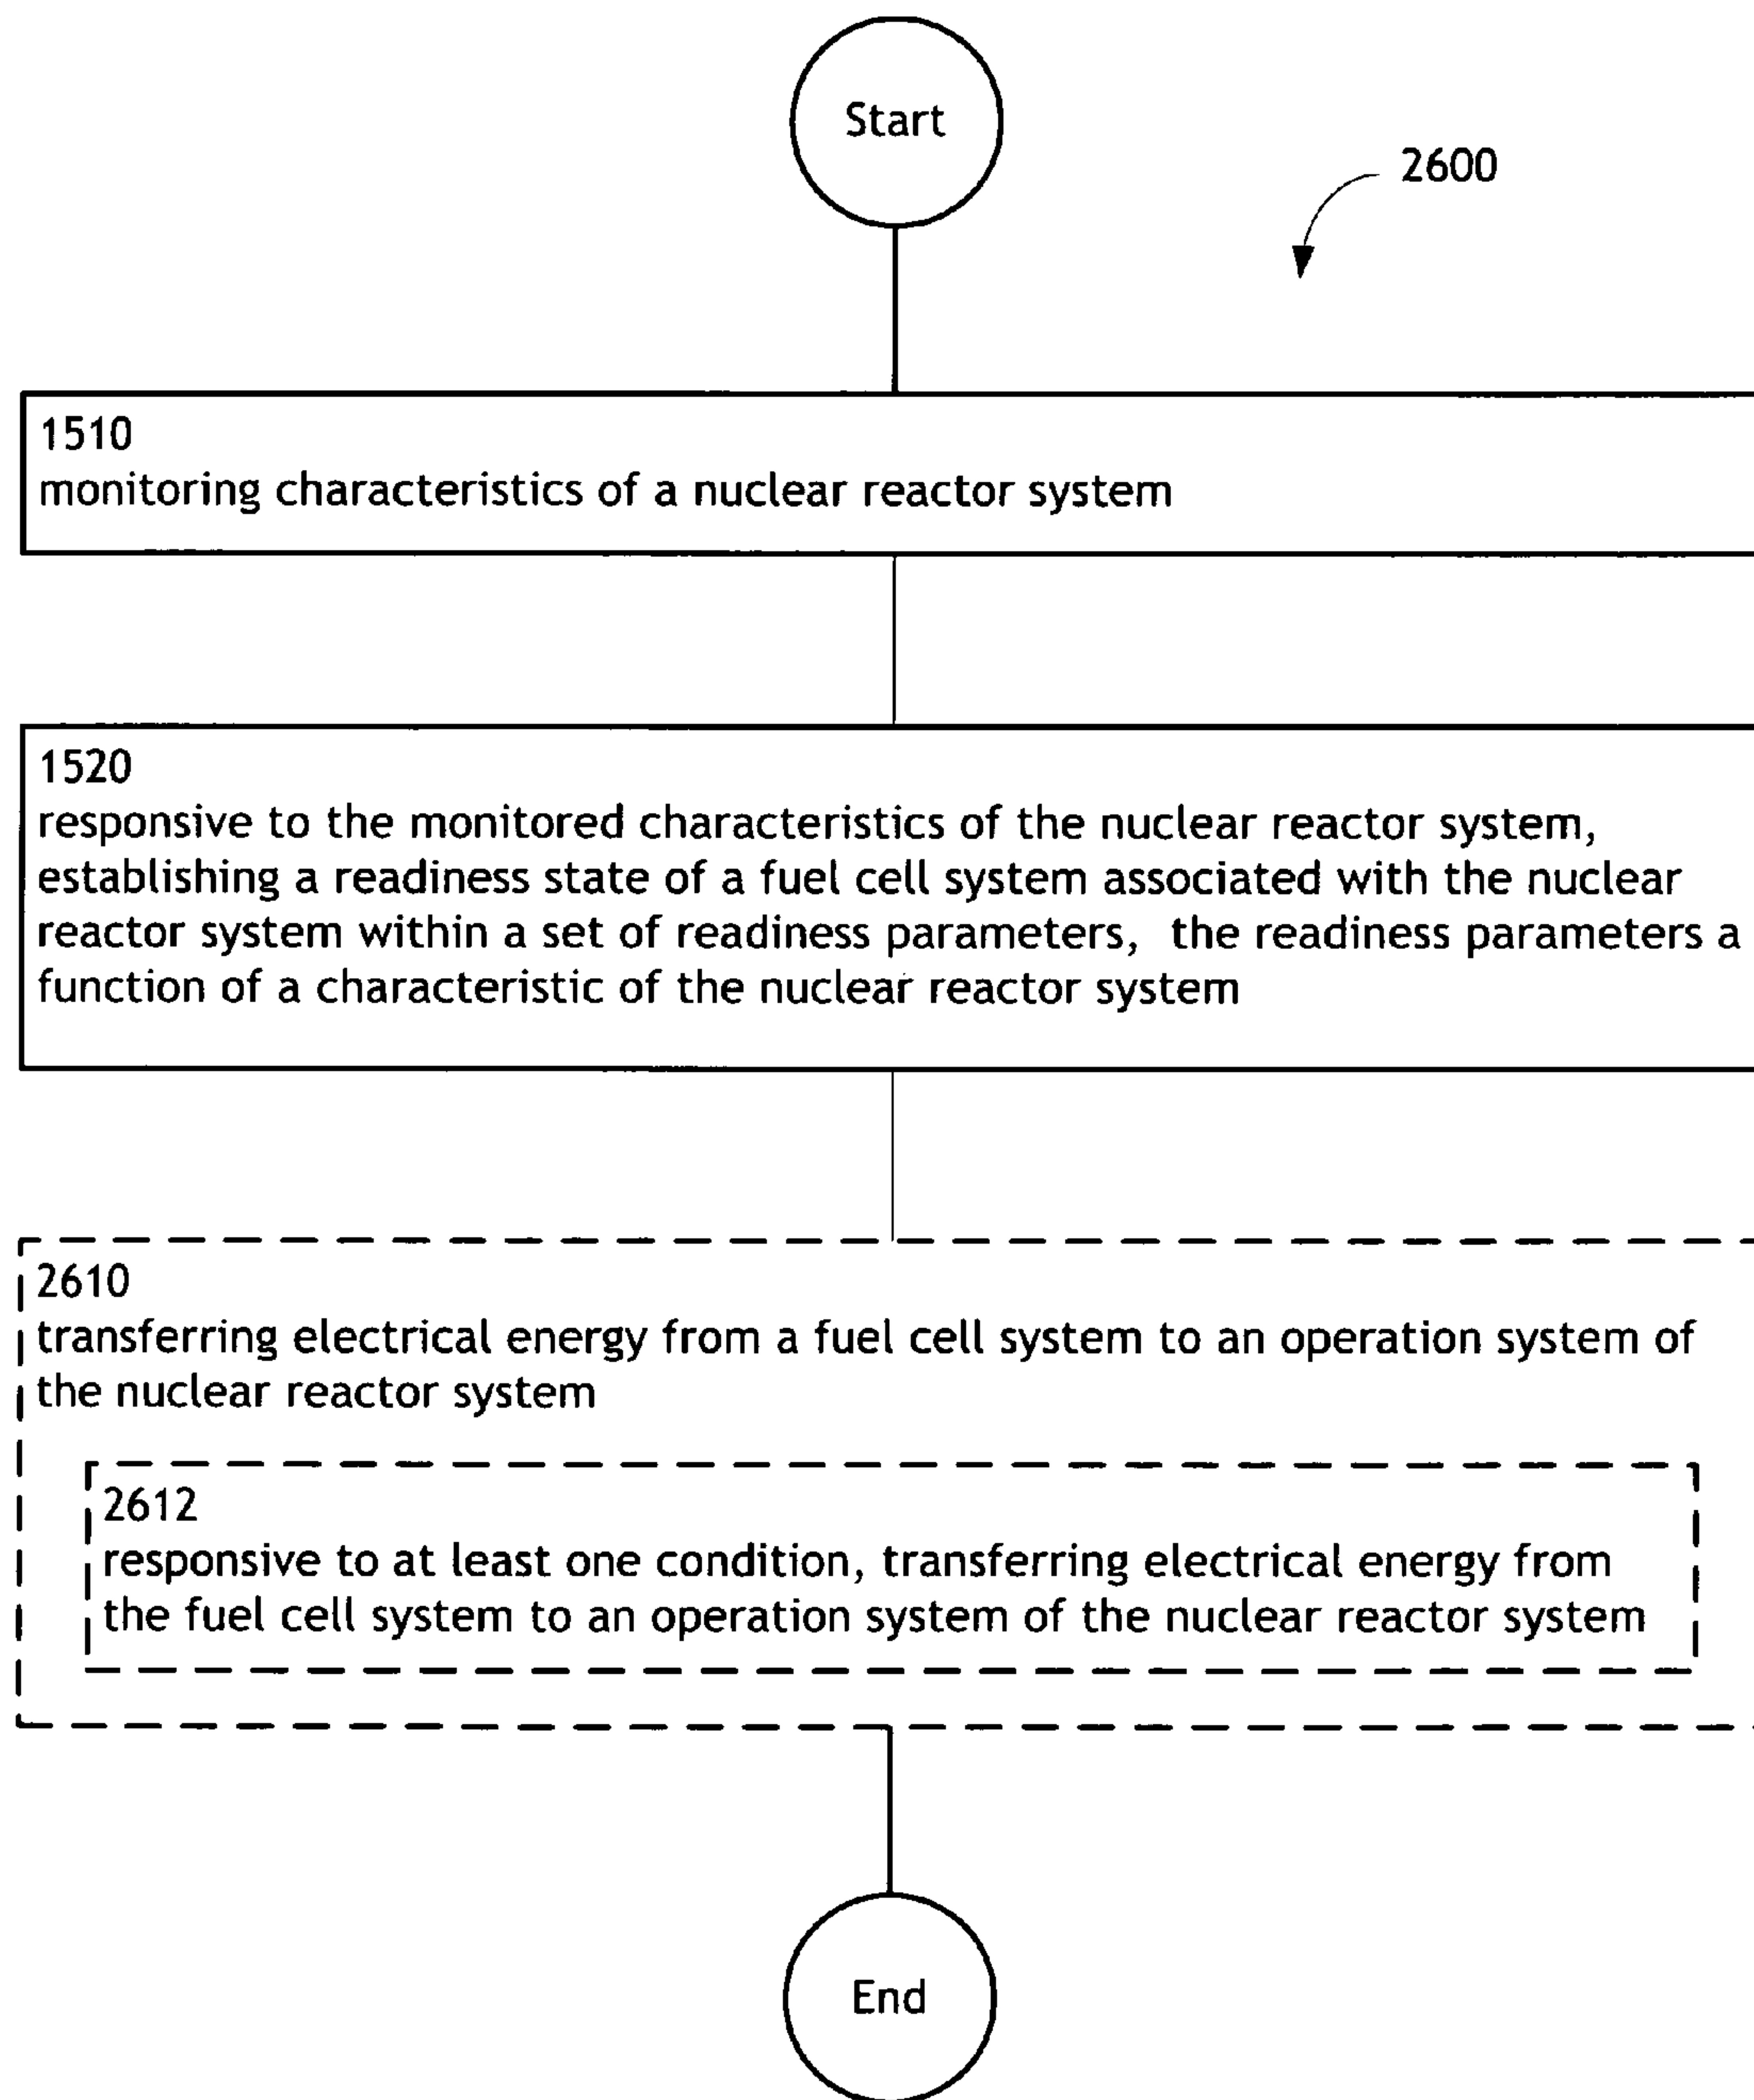 Start
2600
1510
monitoring characteristics of a nuclear reactor system
1520
responsive to the monitored characteristics of the nuclear reactor system,
establishing a readiness state of a fuel cell system associated with the nuclear
reactor system within a set of readiness parameters, the readiness parameters a
function of a characteristic of the nuclear reactor system
2610
transferring electrical energy from a fuel cell system to an operation system of
the nuclear reactor system
2612
responsive to at least one condition, transferring electrical energy from
the fuel cell system to an operation system of the nuclear reactor system
End